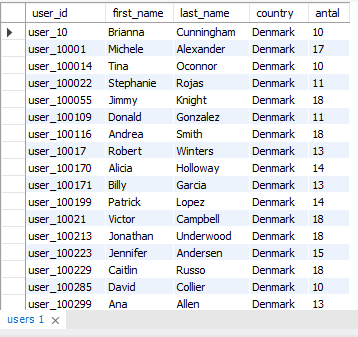 user_id first_name last_name country antal
user_10 Brianna Cunningham Denmark 10
user_10001 Michele Alexander Denmark 17
user_100014 Tina Oconnor Denmark 10
user_100022 Stephanie Rojas Denmark 11
user_100055 Jimmy Knight Denmark 18
user_100109 Donald Gonzalez Denmark 11
user_100116 Andrea Smith Denmark 18
user_10017 Robert Winters Denmark 13
user_100170 Alicia Holloway Denmark 14
user_100171 Billy Garcia Denmark 13
user_100199 Patrick Lopez Denmark 14
user_10021 Victor Campbell Denmark 18
user_100213 Jonathan Underwood Denmark 18
user_100223 Jennifer Andersen Denmark 15
user_100229 Caitlin Russo Denmark 18
user_100285 David Collier Denmark 10
user_100299 Ana Allen Denmark 13
users 1